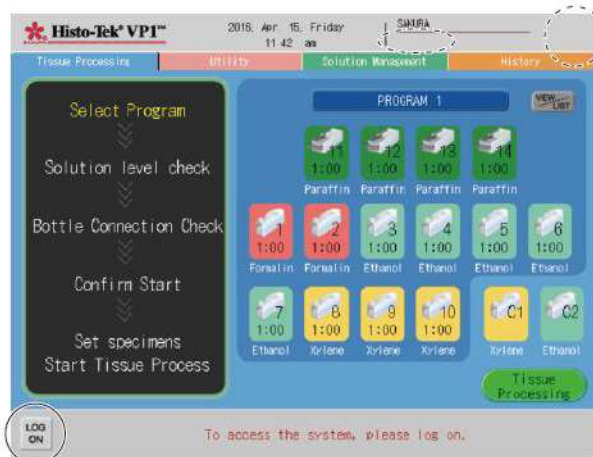 Histo-Tek® VP1™
2016. Apr 15. Friday
11 42 am
SAKURA
Tissue Processing
Utility
Solution Management
History
Select Program
Solution level check
Bottle Connection Check
Confirm Start
Set specimens
Start Tissue Process
PROGRAM 1
VIEW LIST
11 12 13 14
1:00 1:00 1:00 1:00
Paraffin Paraffin Paraffin Paraffin
1 2 3 4 5 6
1:00 1:00 1:00 1:00 1:00 1:00
Formalin Formalin Ethanol Ethanol Ethanol Ethanol
7 8 9 10 C1 C2
1:00 1:00 1:00 1:00
Ethanol Xylene Xylene Xylene Xylene Ethanol
Tissue
Processing
LOG
ON
To access the system, please log on.